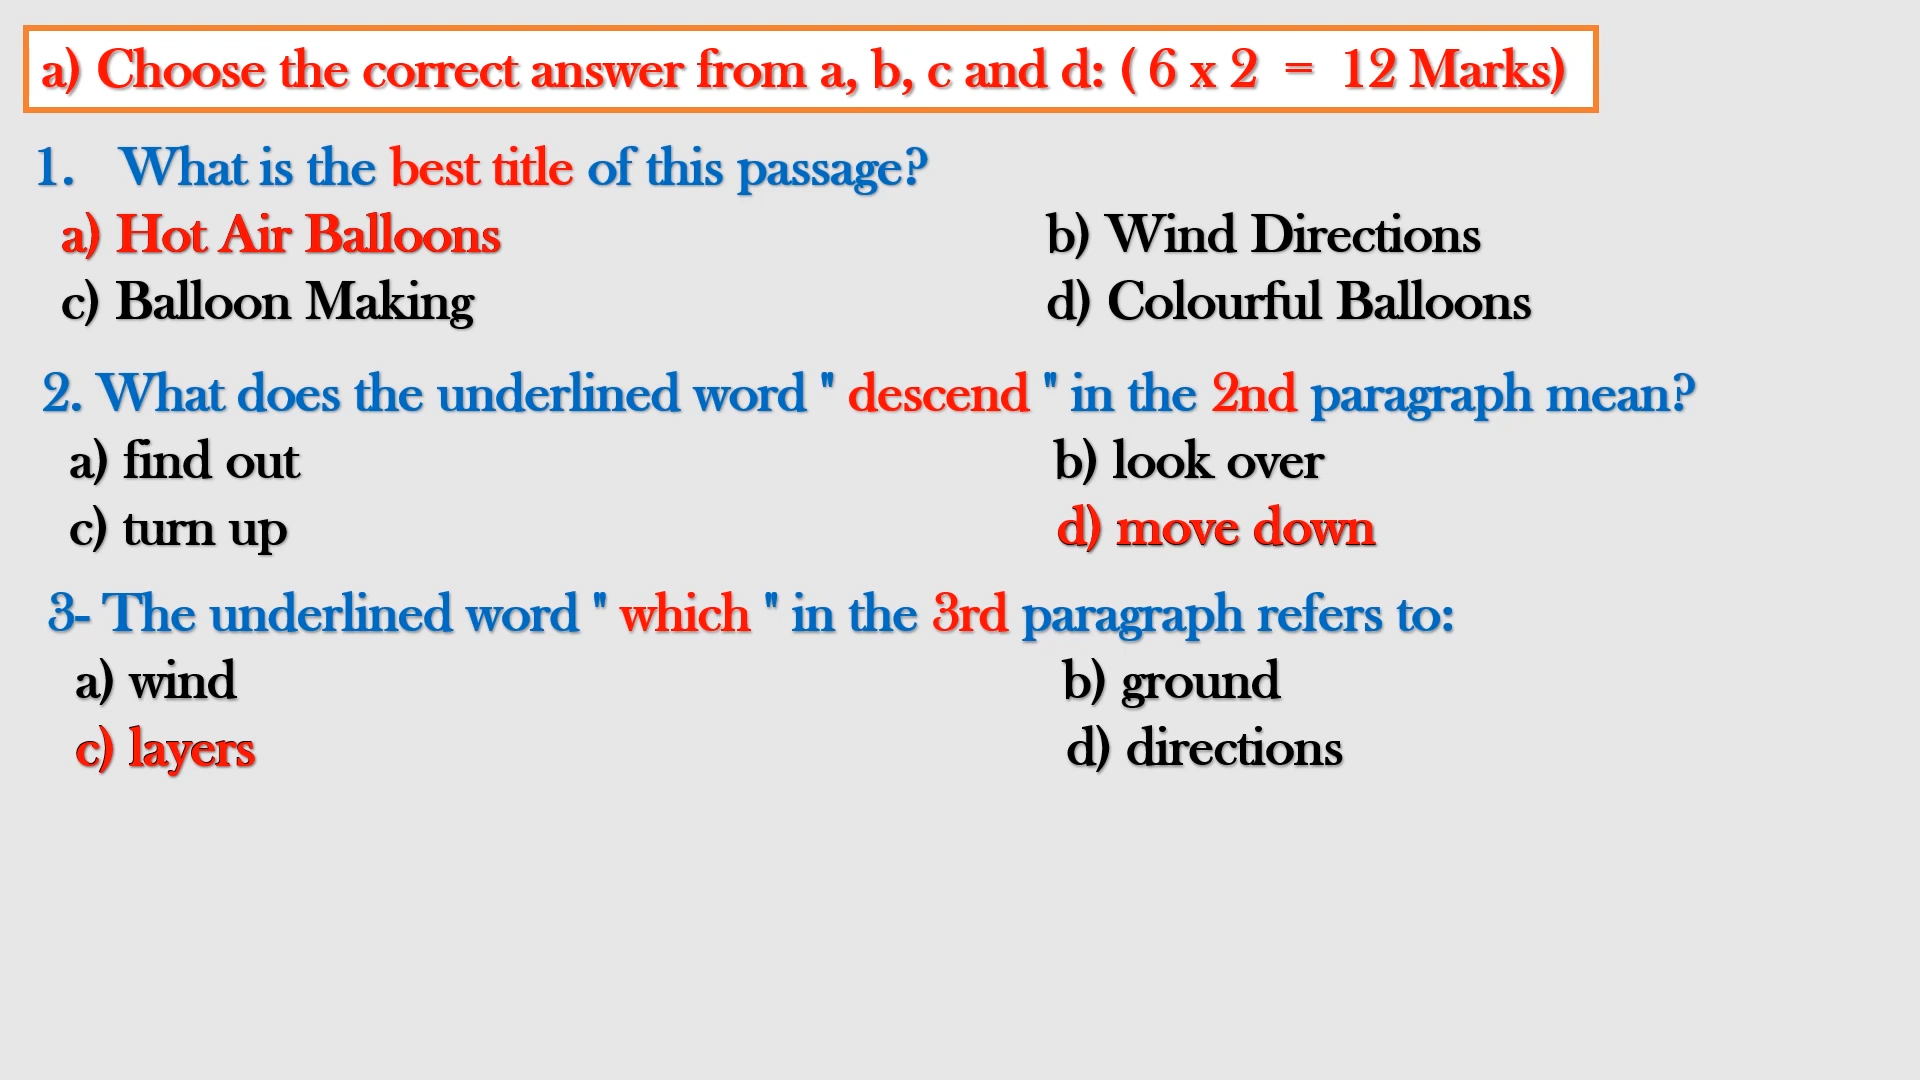 a) Choose the correct answer from a, b, c and d: ( 6 x 2 = 12 Marks)
1. What is the best title of this passage?
a) Hot Air Balloons b) Wind Directions
c) Balloon Making d) Colourful Balloons
2. What does the underlined word " descend " in the 2nd paragraph mean?
a) find out b) look over
c) turn up d) move down
3- The underlined word " which " in the 3rd paragraph refers to:
a) wind b) ground
c) layers d) directions